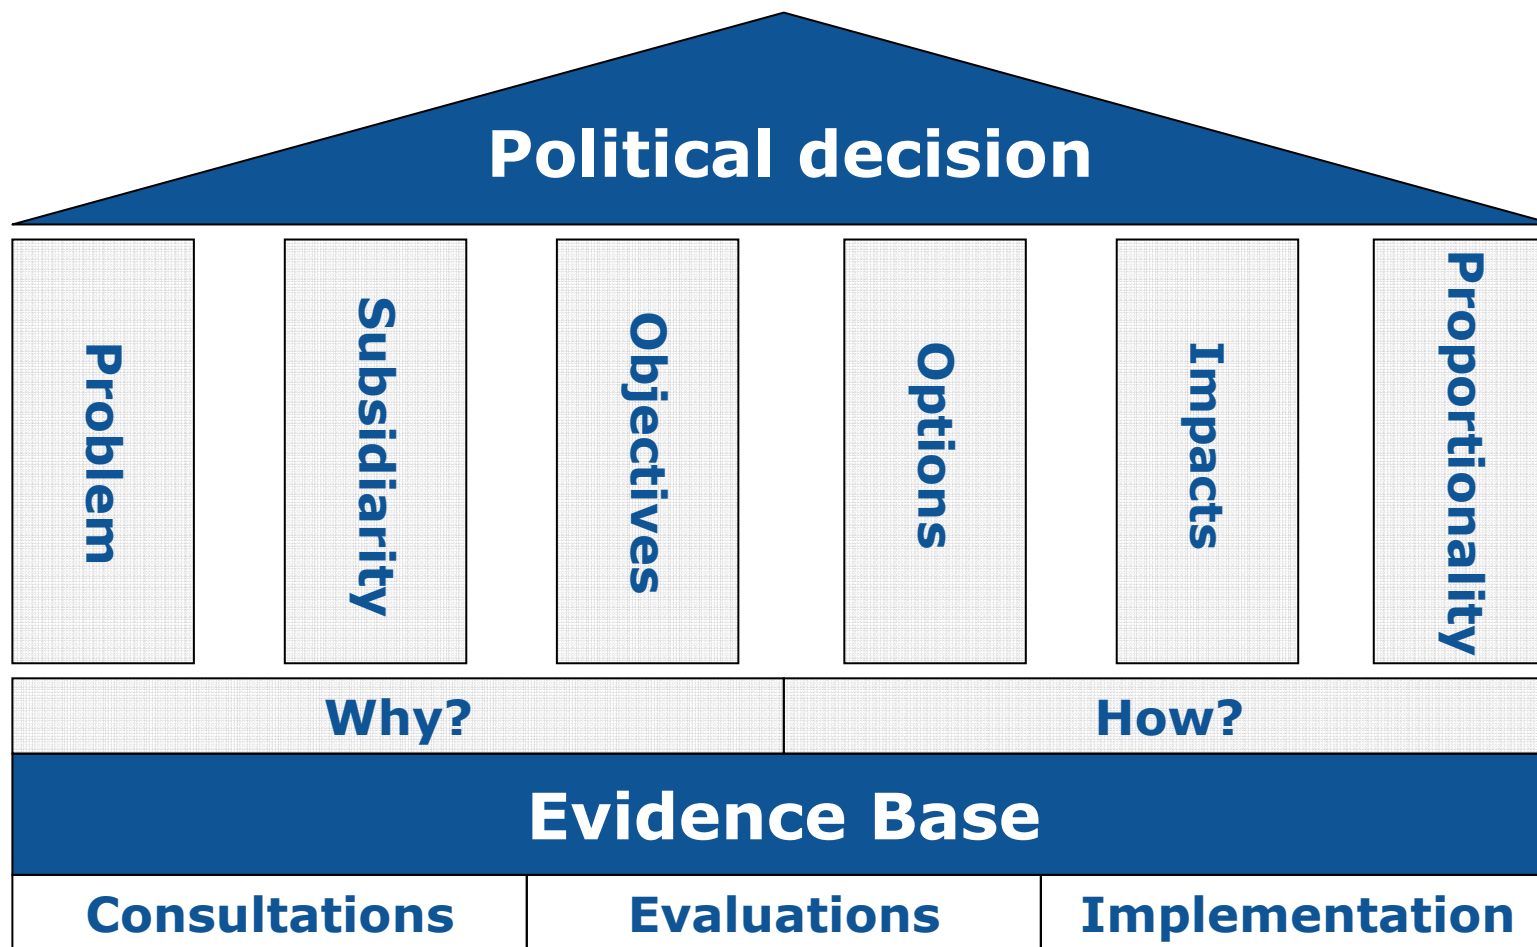 Political decision
Problem
Subsidiarity
Objectives
Options
Impacts
Proportionality
Why?
How?
Evidence Base
Consultations
Evaluations
Implementation